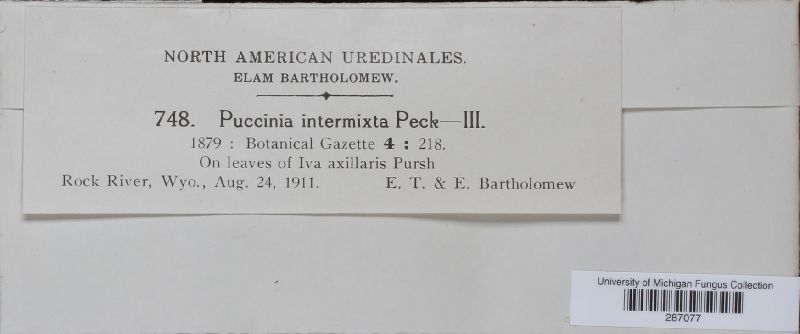 NORTH AMERICAN UREDINALES.
ELAM BARTHOLOMEW.
748. Puccinia intermixta Peck—III.
1879 : Botanical Gazette 4 : 218.
On leaves of Iva axillaris Pursh
Rock River, Wyo., Aug. 24, 1911. E. T. & E. Bartholomew
University of Michigan Fungus Collection
287077